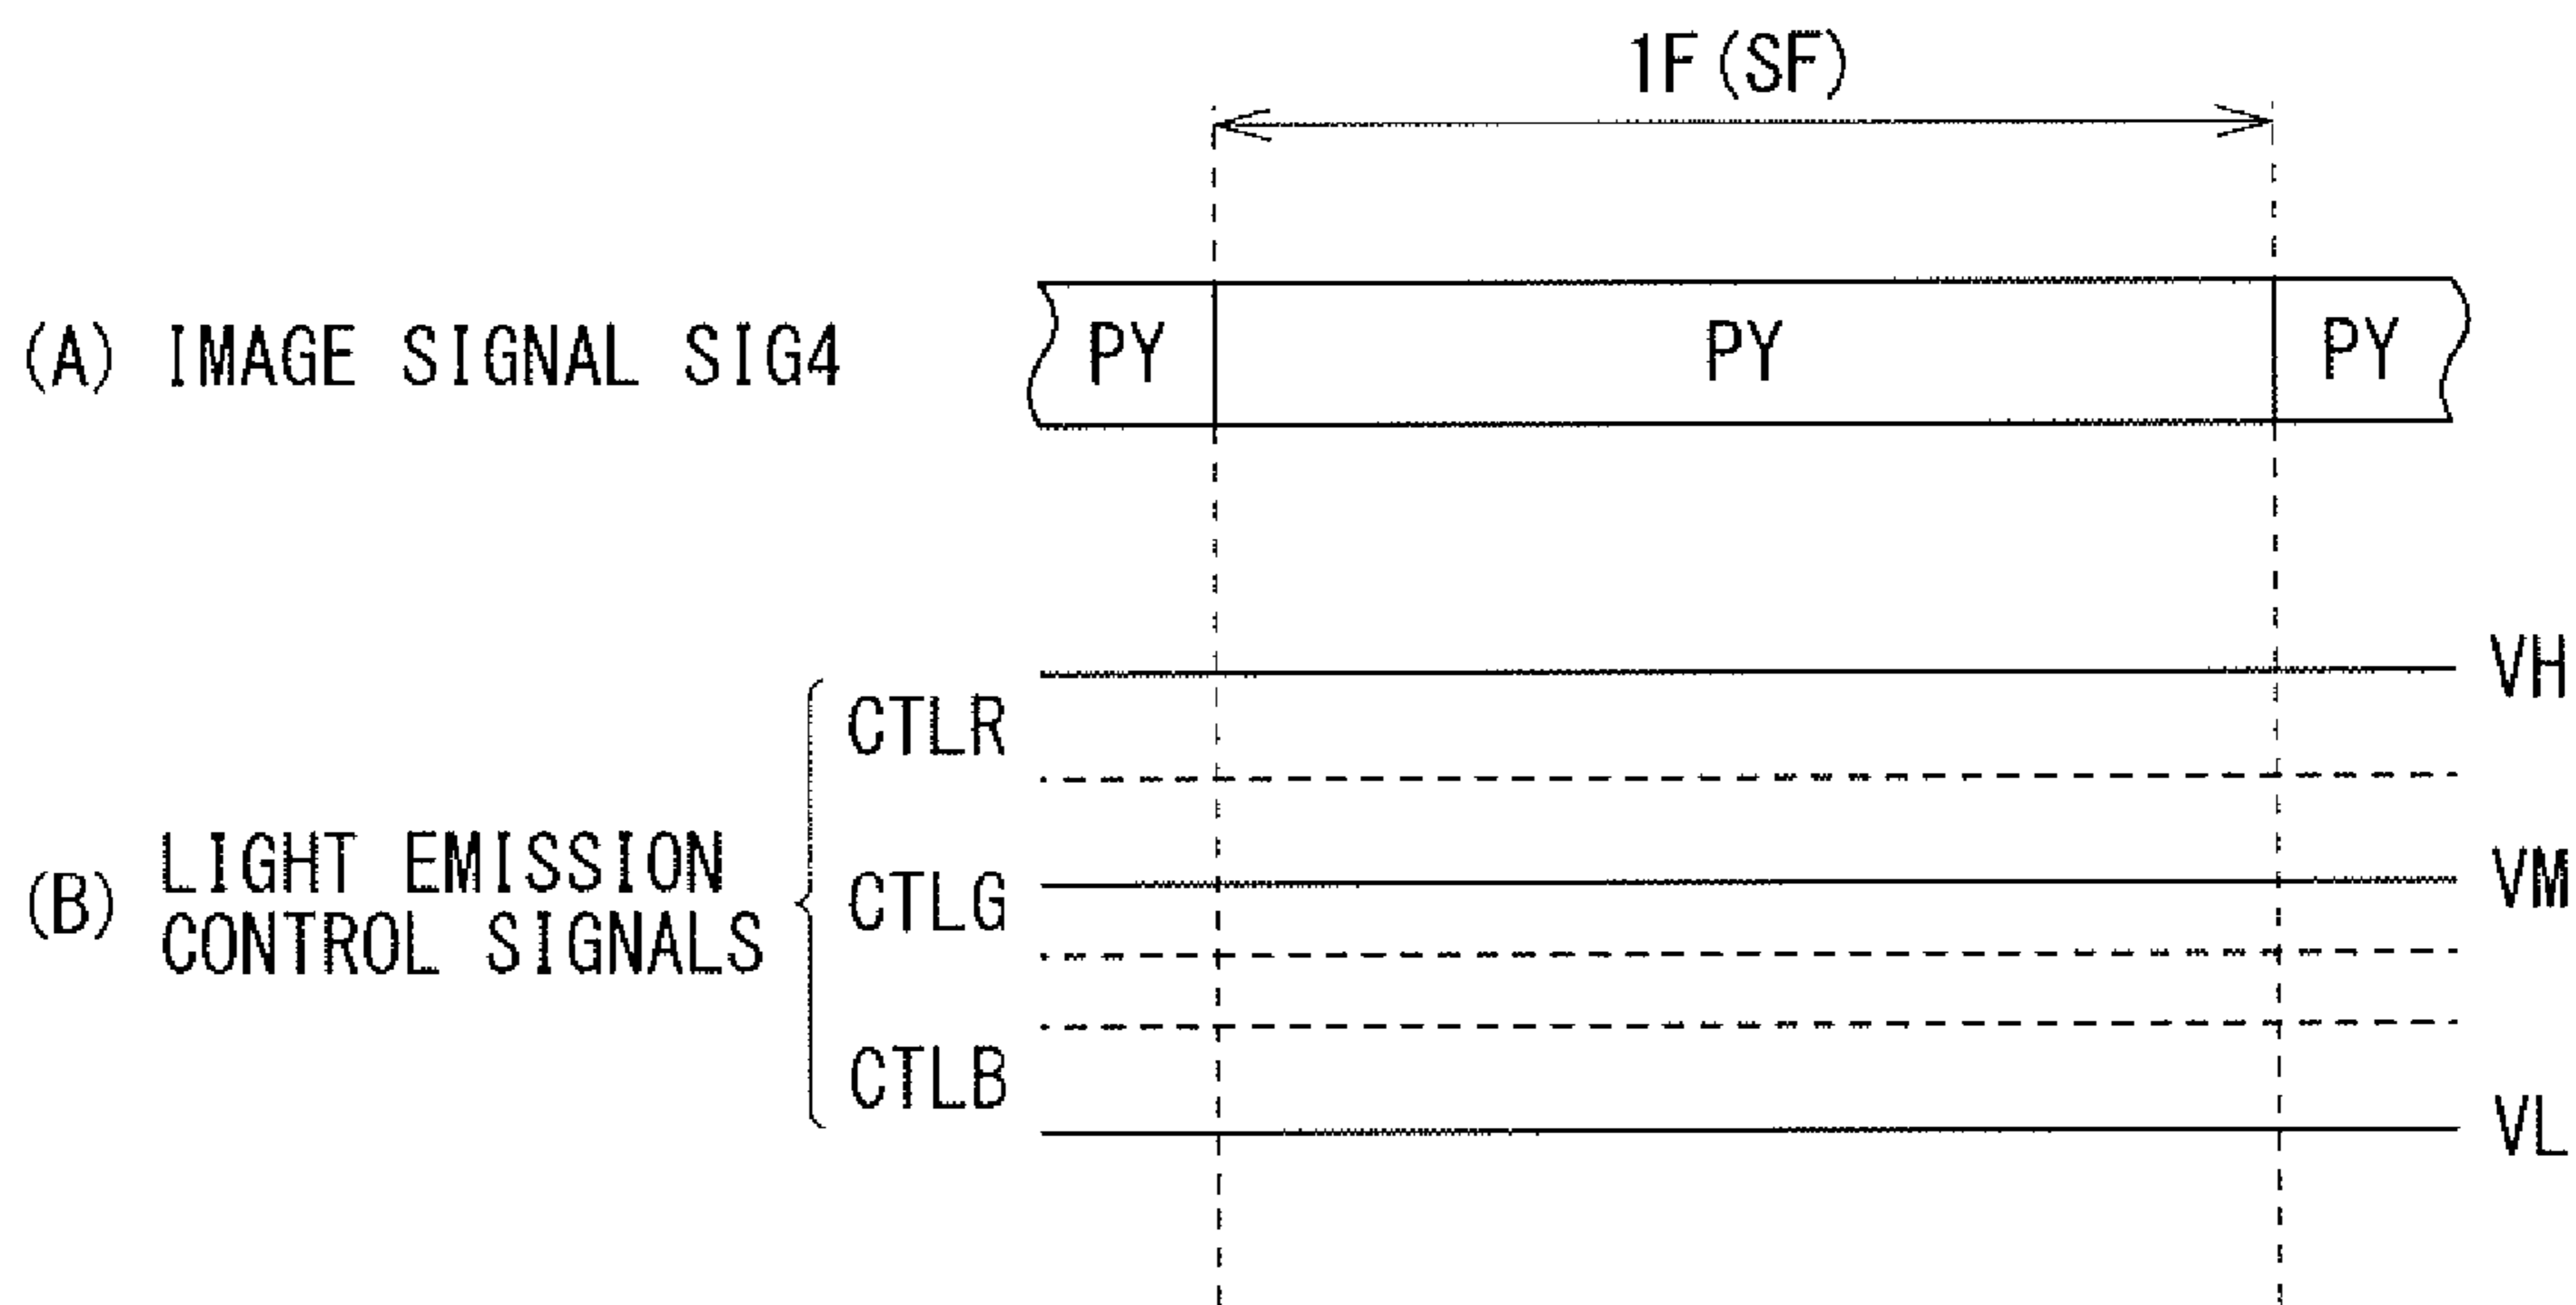 1F(SF)
(A) IMAGE SIGNAL SIG4
PY
PY
PY
VH
CTLR
(B) LIGHT EMISSION
CONTROL SIGNALS
CTLG
VM
CTLB
VL